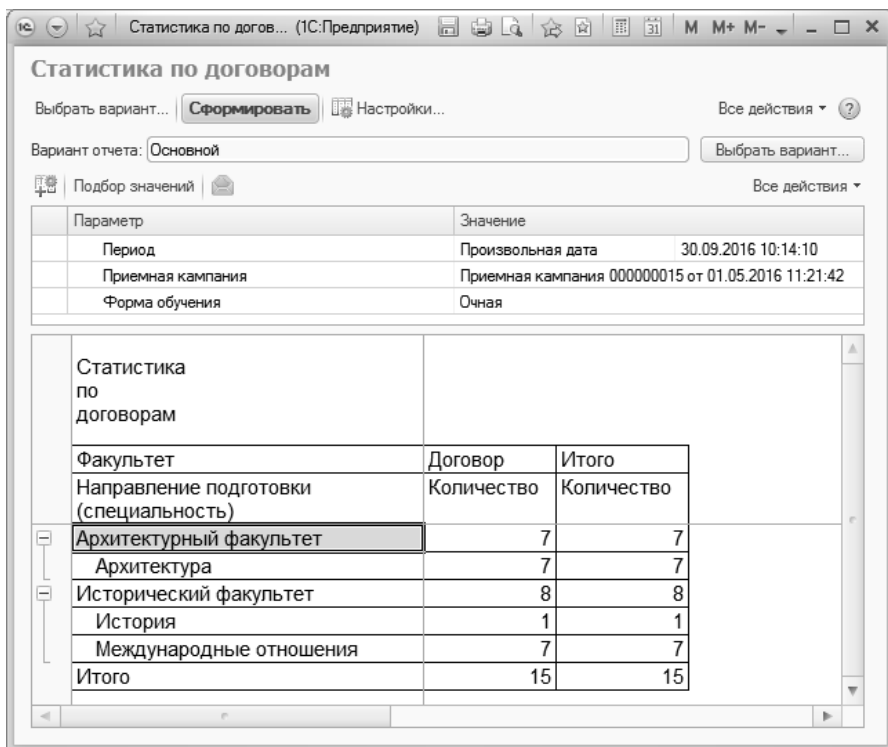 1С Статистика по догов... (1С:Предприятие) 31 M M+ M-
Статистика по договорам
Выбрать вариант... Сформировать Настройки... Все действия ?
Вариант отчета: Основной Выбрать вариант...
Подбор значений Все действия
Параметр Значение
Период Произвольная дата 30.09.2016 10:14:10
Приемная кампания Приемная кампания 000000015 от 01.05.2016 11:21:42
Форма обучения Очная
Статистика
по
договорам
Факультет Договор Итого
Направление подготовки Количество Количество
(специальность)
Архитектурный факультет 7 7
Архитектура 7 7
Исторический факультет 8 8
История 1 1
Международные отношения 7 7
Итого 15 15